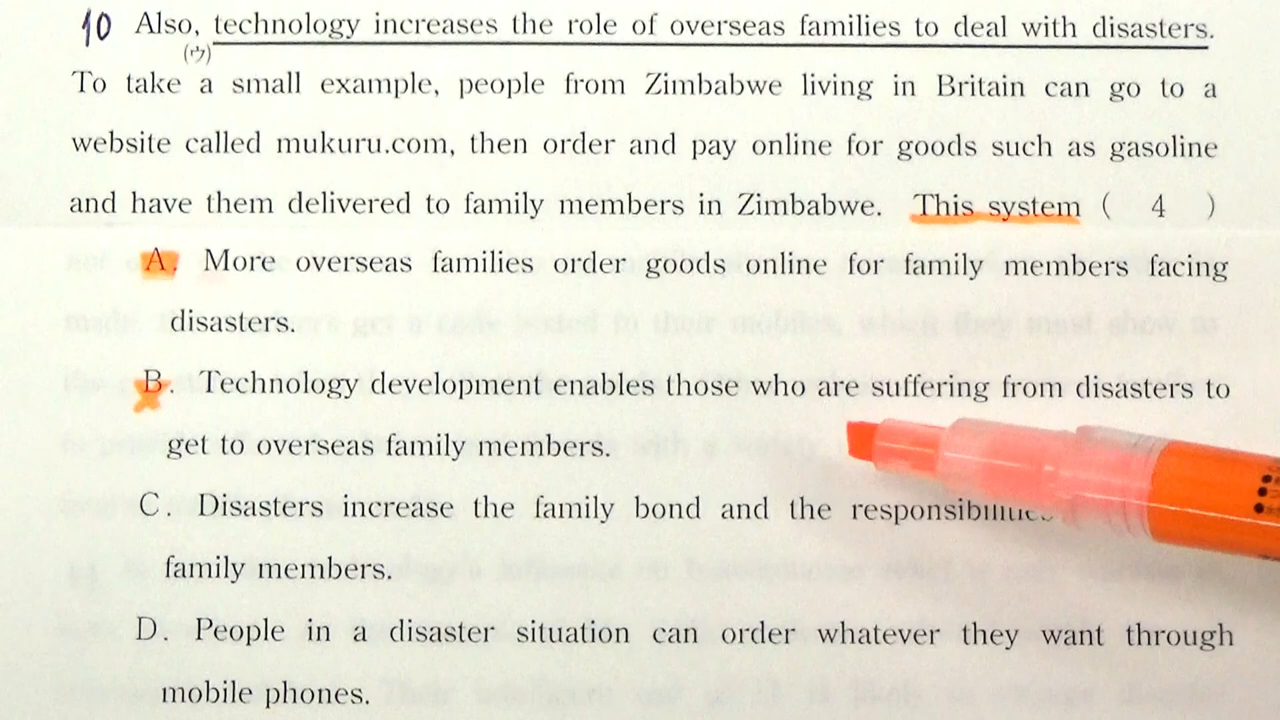 10 Also, technology increases the role of overseas families to deal with disasters.
(ウ)
To take a small example, people from Zimbabwe living in Britain can go to a
website called mukuru.com, then order and pay online for goods such as gasoline
and have them delivered to family members in Zimbabwe. This system ( 4 )
A. More overseas families order goods online for family members facing
disasters.
B. Technology development enables those who are suffering from disasters to
get to overseas family members.
C. Disasters increase the family bond and the
family members.
D. People in a disaster situation can order whatever they want through
mobile phones.